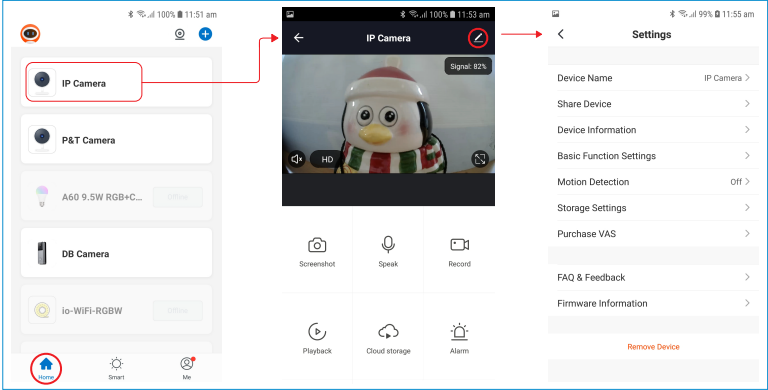 100% 11:51 am
IP Camera
P&T Camera
A60 9.5W RGB+C...
Offline
DB Camera
io-WiFi-RGBW
Offline
Home
Smart
Me
100% 11:53 am
IP Camera
Signal: 82%
HD
Screenshot
Speak
Record
Playback
Cloud storage
Alarm
99% 11:55 am
Settings
Device Name
IP Camera
Share Device
Device Information
Basic Function Settings
Motion Detection
Off
Storage Settings
Purchase VAS
FAQ & Feedback
Firmware Information
Remove Device